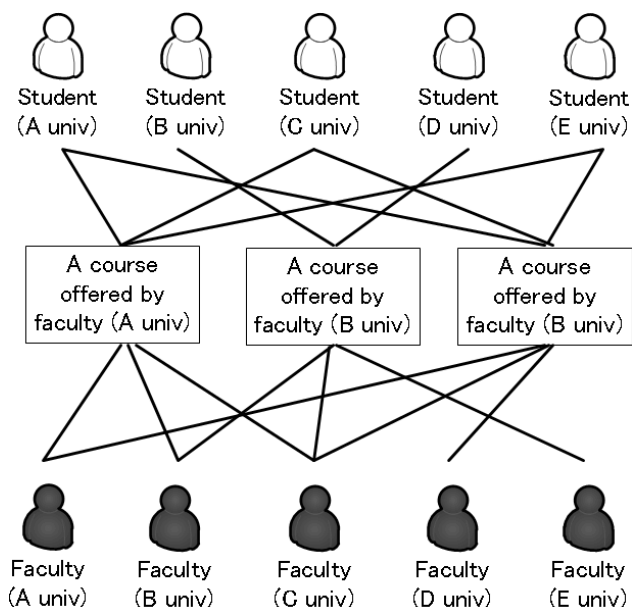 Student Student Student Student Student
(A univ) (B univ) (C univ) (D univ) (E univ)
A course
offered by
faculty (A univ)
A course
offered by
faculty (B univ)
A course
offered by
faculty (B univ)
Faculty Faculty Faculty Faculty Faculty
(A univ) (B univ) (C univ) (D univ) (E univ)